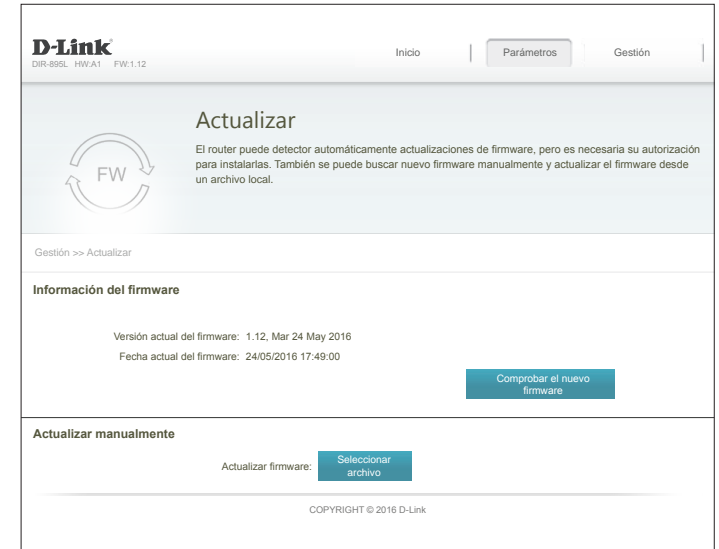 D-Link
DIR-895L HW:A1 FW:1.12
Inicio
Parámetros
Gestión
Actualizar
El router puede detector automáticamente actualizaciones de firmware, pero es necesaria su autorización
para instalarlas. También se puede buscar nuevo firmware manualmente y actualizar el firmware desde
un archivo local.
FW
Gestión >> Actualizar
Información del firmware
Versión actual del firmware: 1.12, Mar 24 May 2016
Fecha actual del firmware: 24/05/2016 17:49:00
Comprobar el nuevo
firmware
Actualizar manualmente
Actualizar firmware:
Seleccionar
archivo
COPYRIGHT © 2016 D-Link